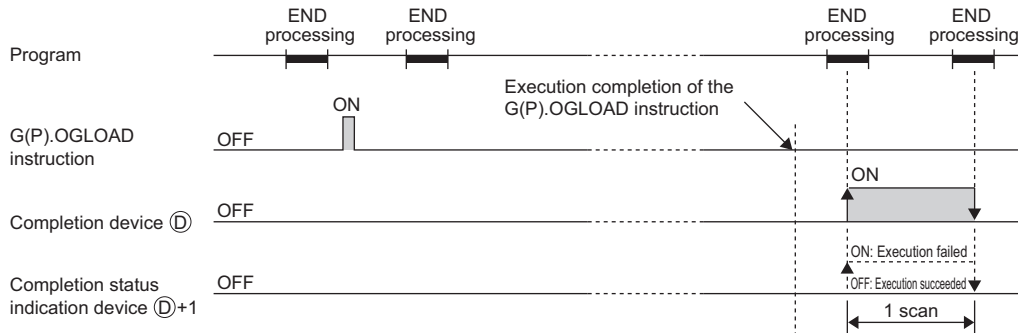 END
processing
END
processing
END
processing
END
processing
Program
Execution completion of the
G(P).OGLOAD instruction
ON
G(P).OGLOAD
instruction
OFF
ON
Completion device Ⓓ
OFF
ON: Execution failed
Completion status
indication device Ⓓ+1
OFF
OFF: Execution succeeded
1 scan